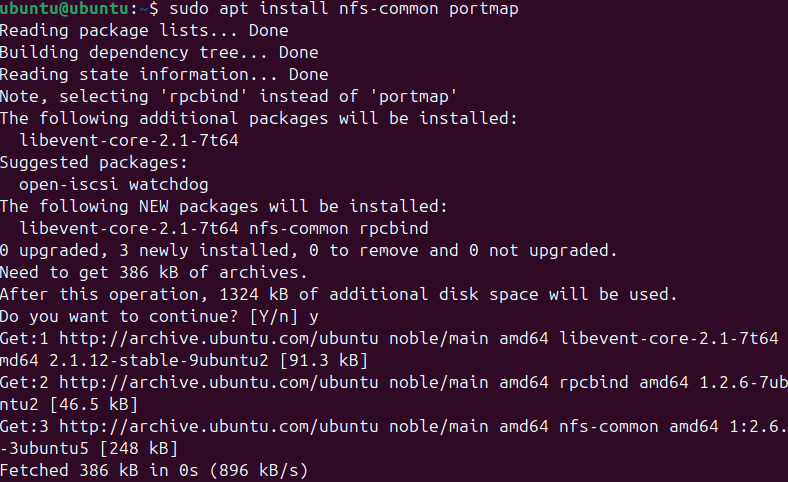 ubuntu@ubuntu:~$ sudo apt install nfs-common portmap
Reading package lists... Done
Building dependency tree... Done
Reading state information... Done
Note, selecting 'rpcbind' instead of 'portmap'
The following additional packages will be installed:
  libevent-core-2.1-7t64
Suggested packages:
  open-iscsi watchdog
The following NEW packages will be installed:
  libevent-core-2.1-7t64 nfs-common rpcbind
0 upgraded, 3 newly installed, 0 to remove and 0 not upgraded.
Need to get 386 kB of archives.
After this operation, 1324 kB of additional disk space will be used.
Do you want to continue? [Y/n] y
Get:1 http://archive.ubuntu.com/ubuntu noble/main amd64 libevent-core-2.1-7t64
md64 2.1.12-stable-9ubuntu2 [91.3 kB]
Get:2 http://archive.ubuntu.com/ubuntu noble/main amd64 rpcbind amd64 1.2.6-7ub
ntu2 [46.5 kB]
Get:3 http://archive.ubuntu.com/ubuntu noble/main amd64 nfs-common amd64 1:2.6.
-3ubuntu5 [248 kB]
Fetched 386 kB in 0s (896 kB/s)